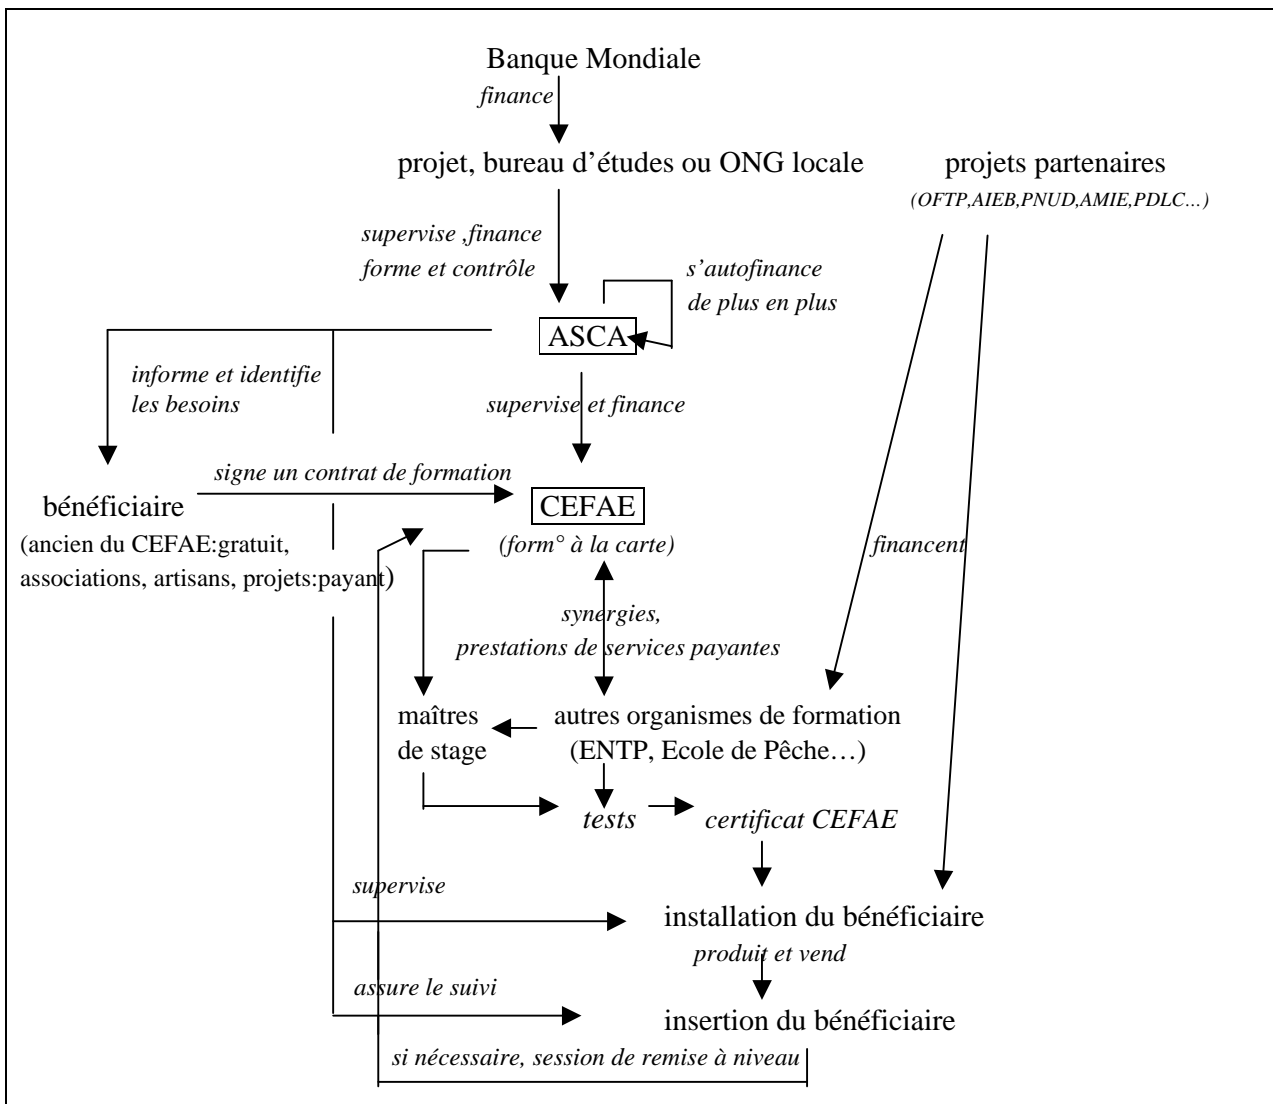 Banque Mondiale
finance
projet, bureau d'études ou ONG locale
projets partenaires
(OFTP,AIEB,PNUD,AMIE,PDLC…)
supervise ,finance
forme et contrôle
s'autofinance
de plus en plus
ASCA
informe et identifie
les besoins
supervise et finance
signe un contrat de formation
bénéficiaire
(ancien du CEFAE:gratuit,
associations, artisans, projets:payant)
CEFAE
(form° à la carte)
financent
synergies,
prestations de services payantes
maîtres
de stage
autres organismes de formation
(ENTP, Ecole de Pêche…)
tests
certificat CEFAE
supervise
installation du bénéficiaire
produit et vend
assure le suivi
insertion du bénéficiaire
si nécessaire, session de remise à niveau